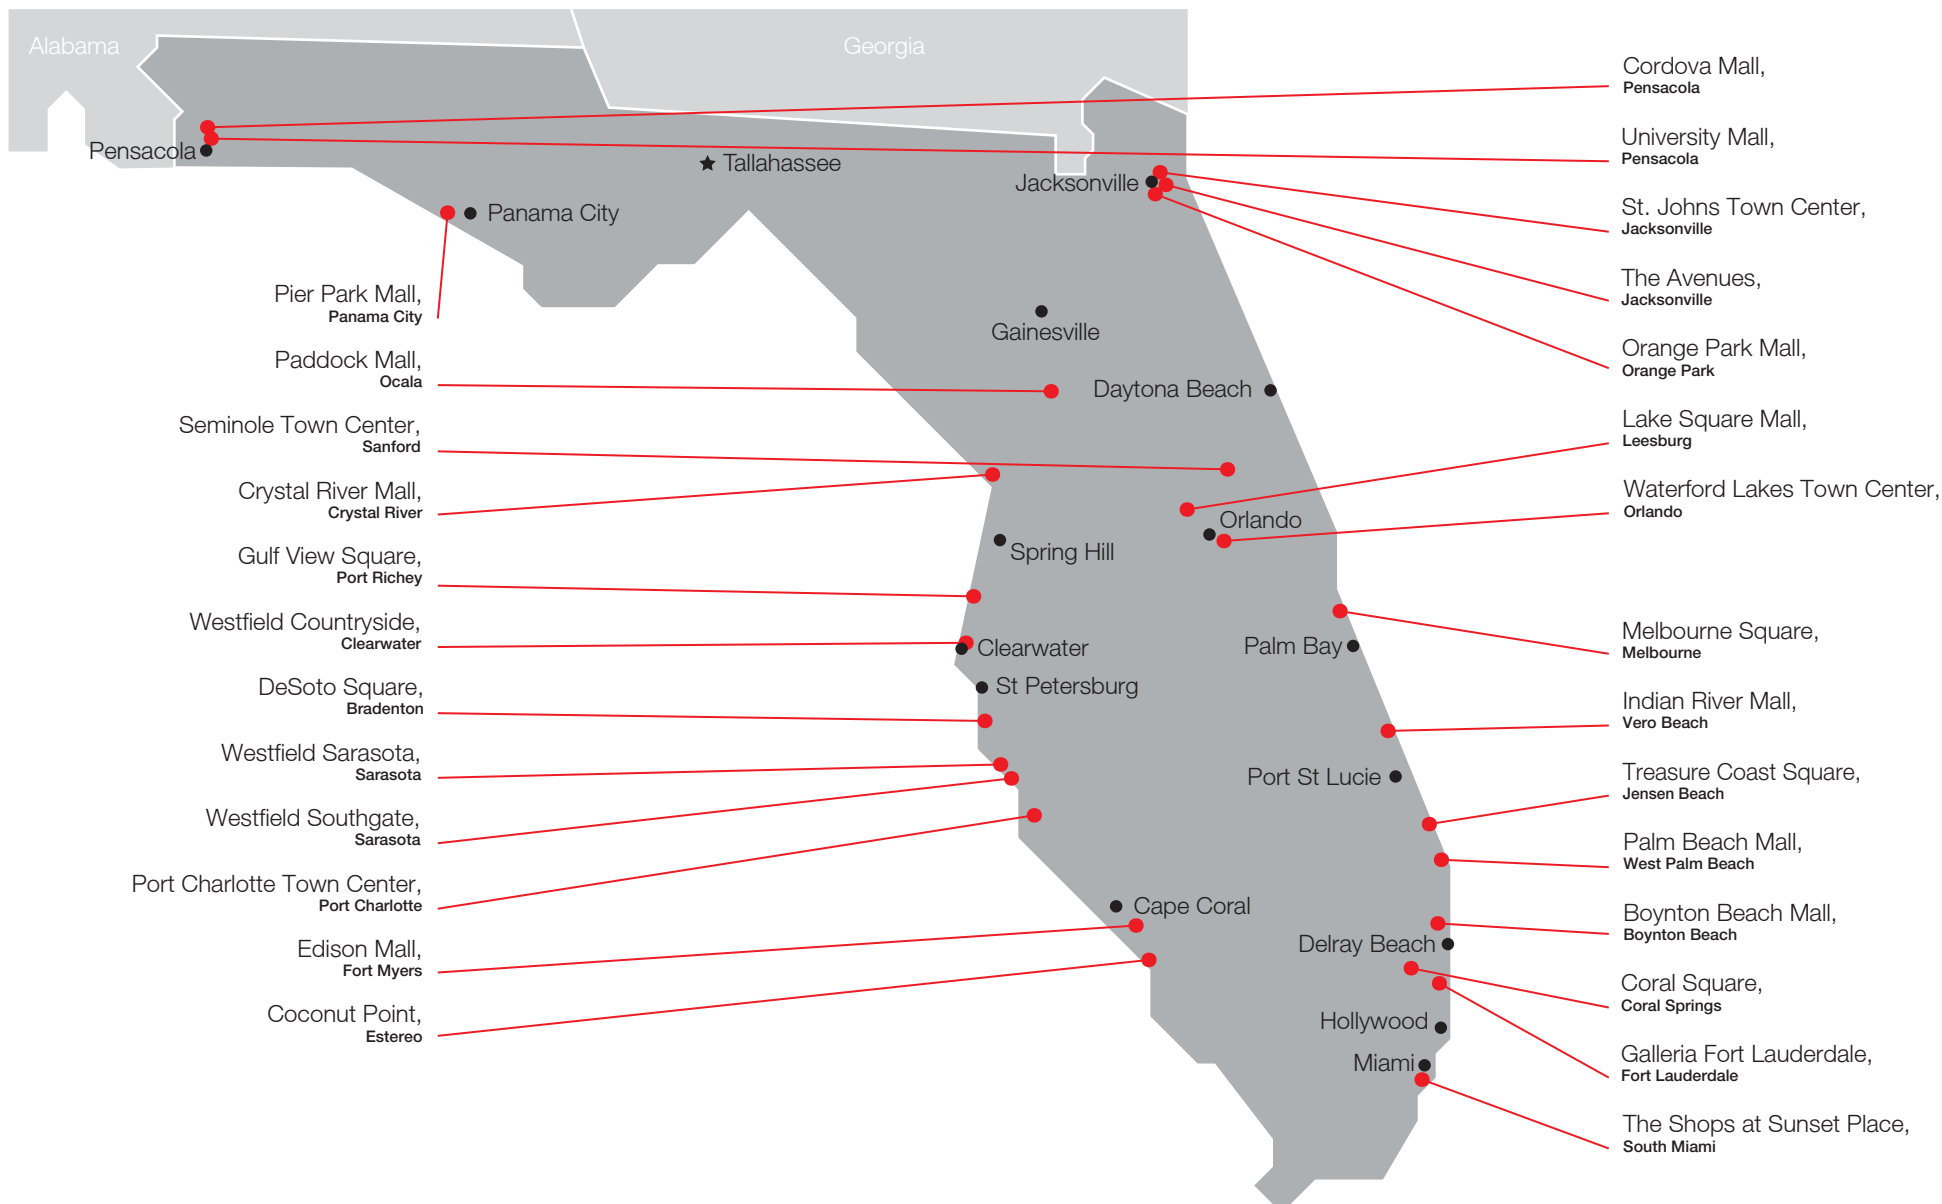 Alabama
Georgia
Pensacola
Tallahassee
Panama City
Jacksonville
Gainesville
Daytona Beach
Orlando
Spring Hill
Clearwater
St Petersburg
Palm Bay
Port St Lucie
Cape Coral
Delray Beach
Hollywood
Miami
Pier Park Mall,
Panama City
Paddock Mall,
Ocala
Seminole Town Center,
Sanford
Crystal River Mall,
Crystal River
Gulf View Square,
Port Richey
Westfield Countryside,
Clearwater
DeSoto Square,
Bradenton
Westfield Sarasota,
Sarasota
Westfield Southgate,
Sarasota
Port Charlotte Town Center,
Port Charlotte
Edison Mall,
Fort Myers
Coconut Point,
Estereo
Cordova Mall,
Pensacola
University Mall,
Pensacola
St. Johns Town Center,
Jacksonville
The Avenues,
Jacksonville
Orange Park Mall,
Orange Park
Lake Square Mall,
Leesburg
Waterford Lakes Town Center,
Orlando
Melbourne Square,
Melbourne
Indian River Mall,
Vero Beach
Treasure Coast Square,
Jensen Beach
Palm Beach Mall,
West Palm Beach
Boynton Beach Mall,
Boynton Beach
Coral Square,
Coral Springs
Galleria Fort Lauderdale,
Fort Lauderdale
The Shops at Sunset Place,
South Miami